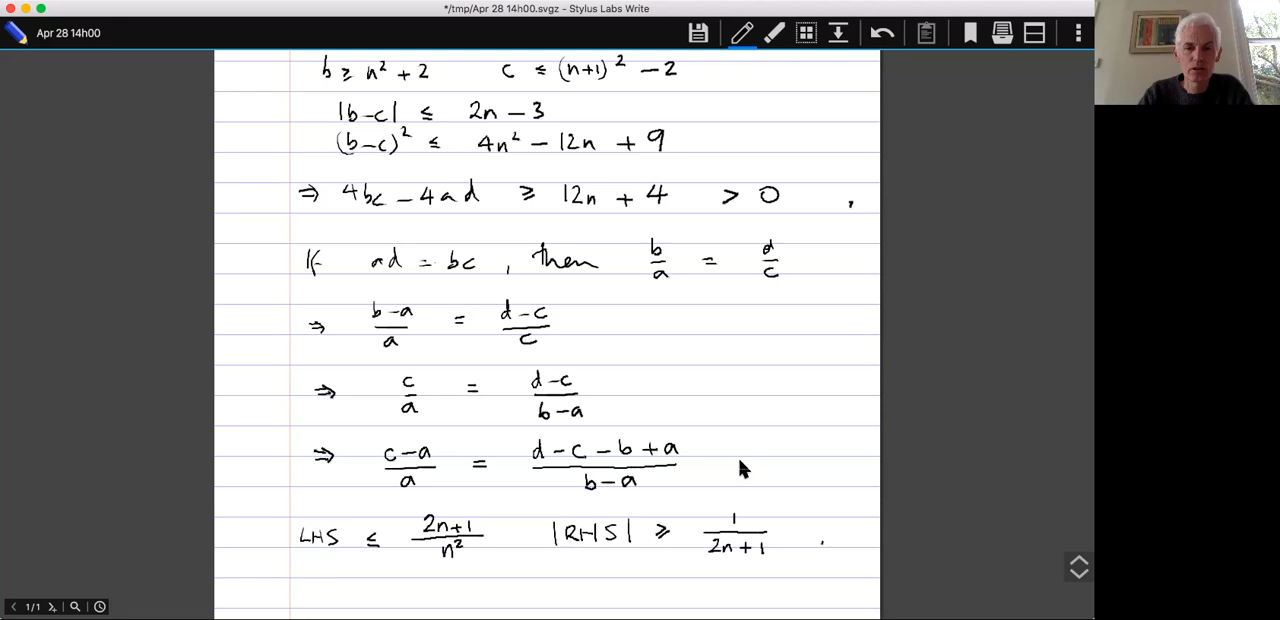 */tmp/Apr 28 14h00.svgz - Stylus Labs Write
Apr 28 14h00
b ≥ n² + 2 c ≤ (n+1)² − 2
|b−c| ≤ 2n − 3
(b−c)² ≤ 4n² − 12n + 9
⇒ 4bc − 4ad ≥ 12n + 4 > 0 ,
If ad = bc , then b/a = d/c
⇒ (b−a)/a = (d−c)/c
⇒ c/a = (d−c)/(b−a)
⇒ (c−a)/a = (d−c−b+a)/(b−a)
LHS ≤ (2n+1)/n² |RHS| ≥ 1/(2n+1) .
1/1